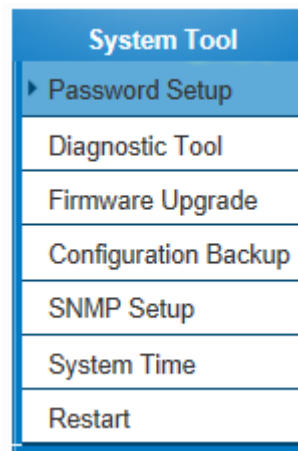 System Tool
Password Setup
Diagnostic Tool
Firmware Upgrade
Configuration Backup
SNMP Setup
System Time
Restart